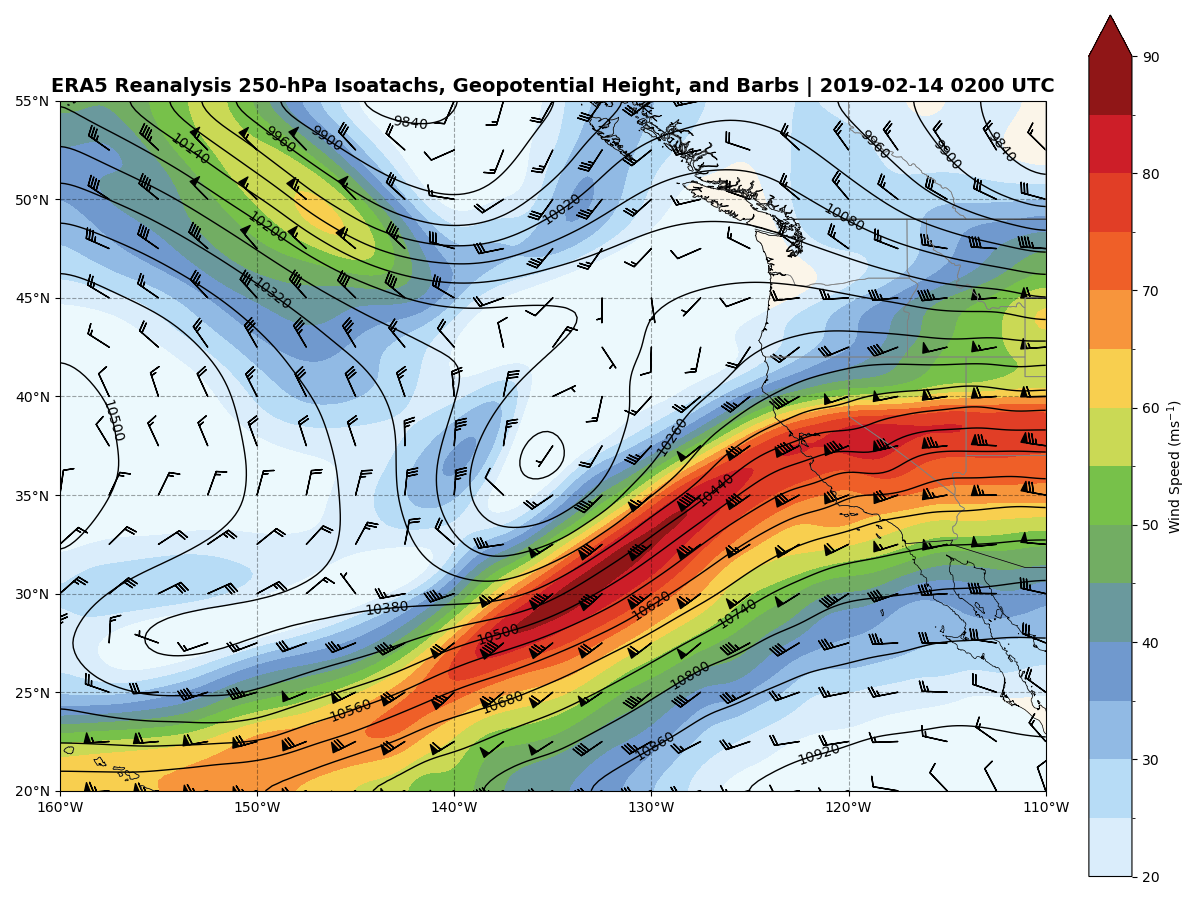 ERA5 Reanalysis 250-hPa Isoatachs, Geopotential Height, and Barbs | 2019-02-14 0200 UTC
55°N
50°N
45°N
40°N
35°N
30°N
25°N
20°N
160°W
150°W
140°W
130°W
120°W
110°W
9840
9960
9900
10140
10200
10320
10020
9960
9900
9840
10080
10500
10260
10440
10380
10500
10620
10740
10560
10680
10800
10860
10920
90
80
70
60
50
40
30
20
Wind Speed (ms⁻¹)